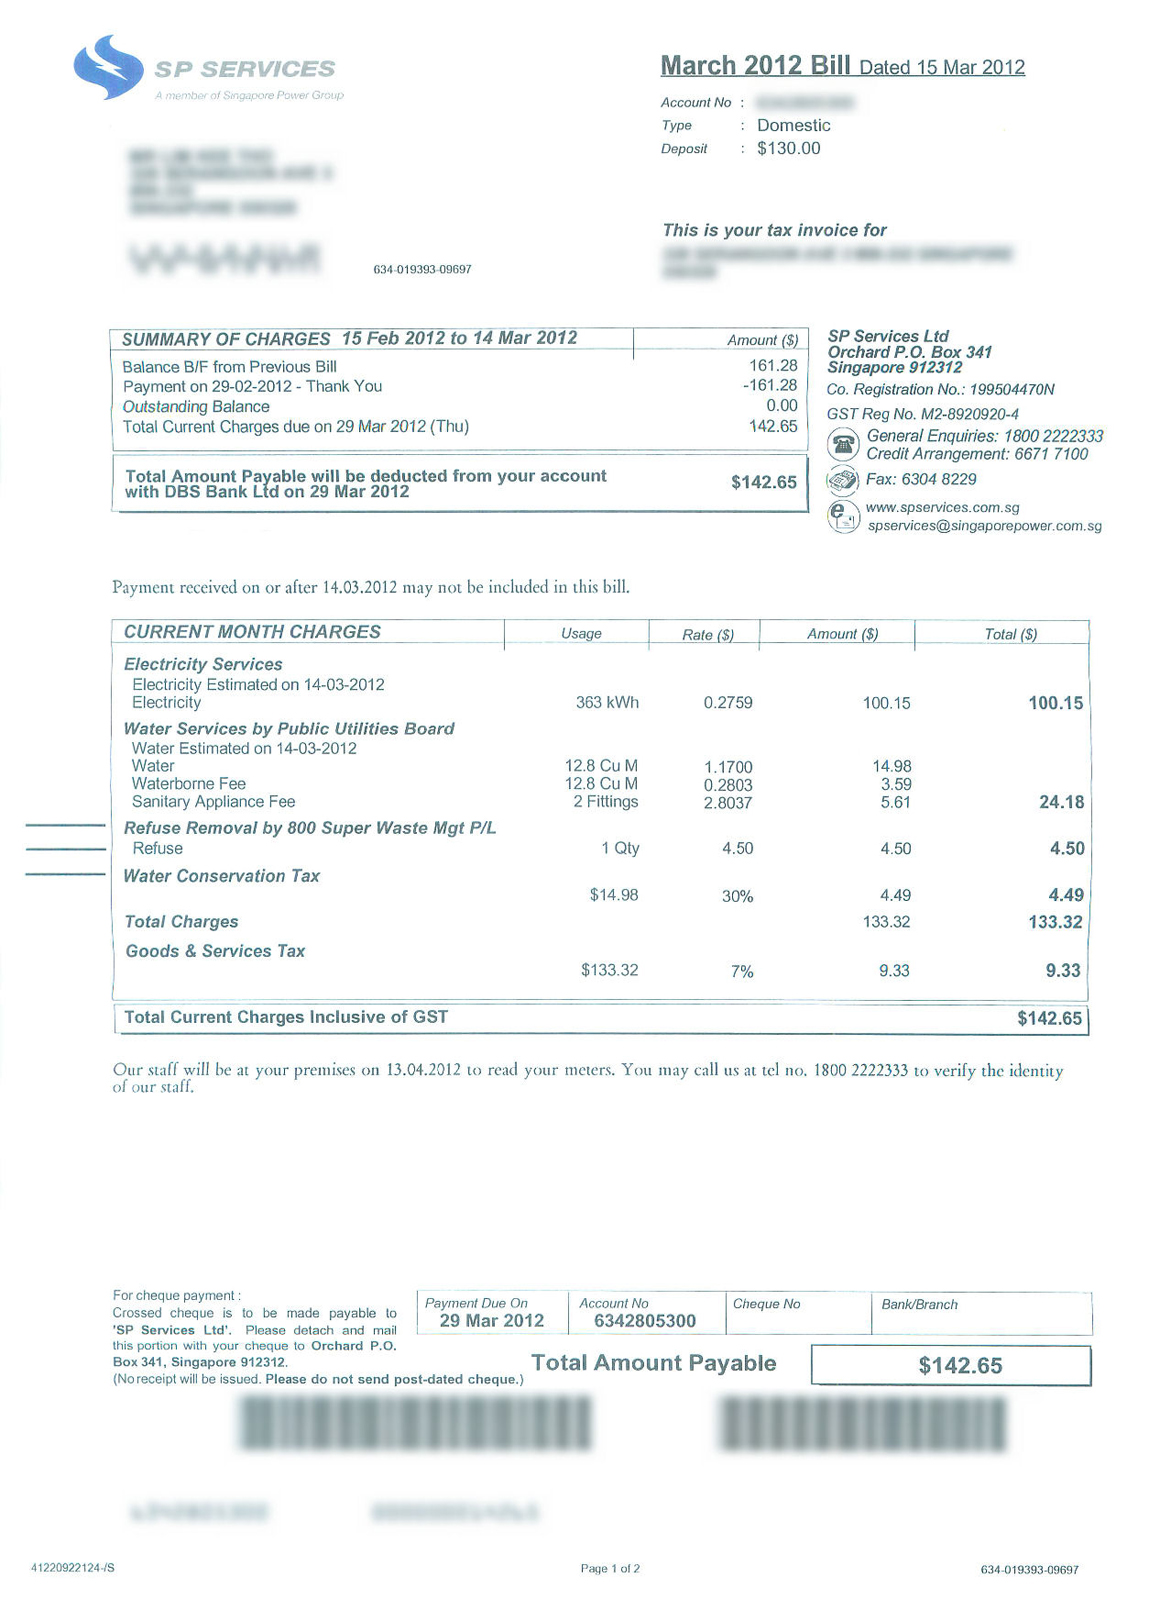 SP SERVICES
A member of Singapore Power Group
March 2012 Bill Dated 15 Mar 2012
Account No :
Type : Domestic
Deposit : $130.00
This is your tax invoice for
634-019393-09697
SUMMARY OF CHARGES 15 Feb 2012 to 14 Mar 2012 Amount ($)
Balance B/F from Previous Bill 161.28
Payment on 29-02-2012 - Thank You -161.28
Outstanding Balance 0.00
Total Current Charges due on 29 Mar 2012 (Thu) 142.65
Total Amount Payable will be deducted from your account
with DBS Bank Ltd on 29 Mar 2012 $142.65
SP Services Ltd
Orchard P.O. Box 341
Singapore 912312
Co. Registration No.: 199504470N
GST Reg No. M2-8920920-4
General Enquiries: 1800 2222333
Credit Arrangement: 6671 7100
Fax: 6304 8229
www.spservices.com.sg
spservices@singaporepower.com.sg
Payment received on or after 14.03.2012 may not be included in this bill.
CURRENT MONTH CHARGES Usage Rate ($) Amount ($) Total ($)
Electricity Services
Electricity Estimated on 14-03-2012
Electricity 363 kWh 0.2759 100.15 100.15
Water Services by Public Utilities Board
Water Estimated on 14-03-2012
Water 12.8 Cu M 1.1700 14.98
Waterborne Fee 12.8 Cu M 0.2803 3.59
Sanitary Appliance Fee 2 Fittings 2.8037 5.61 24.18
Refuse Removal by 800 Super Waste Mgt P/L
Refuse 1 Qty 4.50 4.50 4.50
Water Conservation Tax
$14.98 30% 4.49 4.49
Total Charges 133.32 133.32
Goods & Services Tax
$133.32 7% 9.33 9.33
Total Current Charges Inclusive of GST $142.65
Our staff will be at your premises on 13.04.2012 to read your meters. You may call us at tel no. 1800 2222333 to verify the identity
of our staff.
For cheque payment :
Crossed cheque is to be made payable to
'SP Services Ltd'. Please detach and mail
this portion with your cheque to Orchard P.O.
Box 341, Singapore 912312.
(No receipt will be issued. Please do not send post-dated cheque.)
Payment Due On Account No Cheque No Bank/Branch
29 Mar 2012 6342805300
Total Amount Payable $142.65
41220922124-/S Page 1 of 2 634-019393-09697